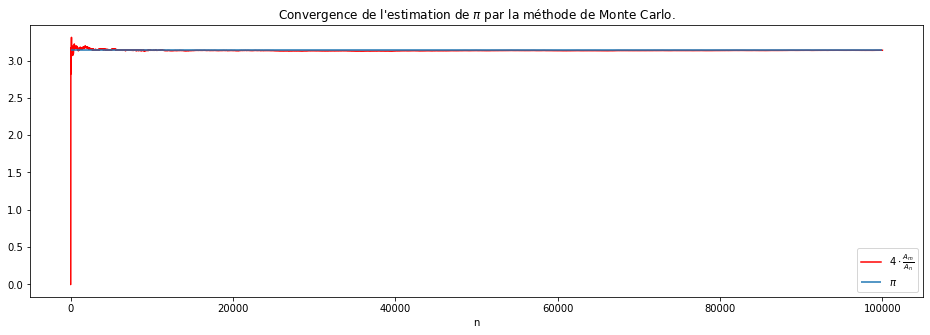 Convergence de l'estimation de π par la méthode de Monte Carlo.
3.0
2.5
2.0
1.5
1.0
0.5
0.0
4 · A_m/A_n
π
0 20000 40000 60000 80000 100000
n